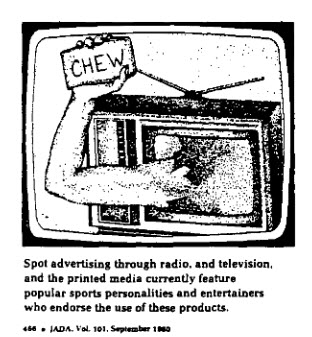 CHEW
Spot advertising through radio, and television,
and the printed media currently feature
popular sports personalities and entertainers
who endorse the use of these products.
466 ■ JADA, Vol. 101, September 1980